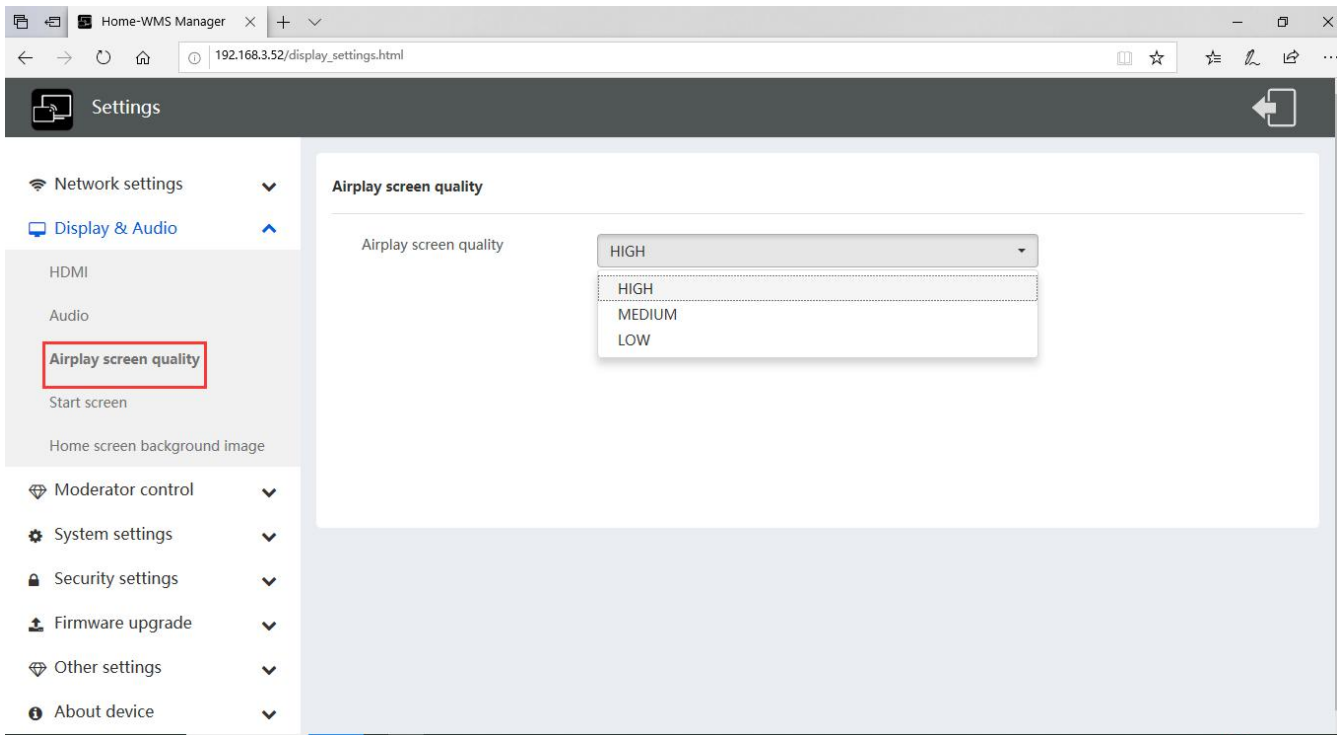 Home-WMS Manager
192.168.3.52/display_settings.html
Settings
Network settings
Display & Audio
HDMI
Audio
Airplay screen quality
Start screen
Home screen background image
Moderator control
System settings
Security settings
Firmware upgrade
Other settings
About device
Airplay screen quality
Airplay screen quality
HIGH
HIGH
MEDIUM
LOW